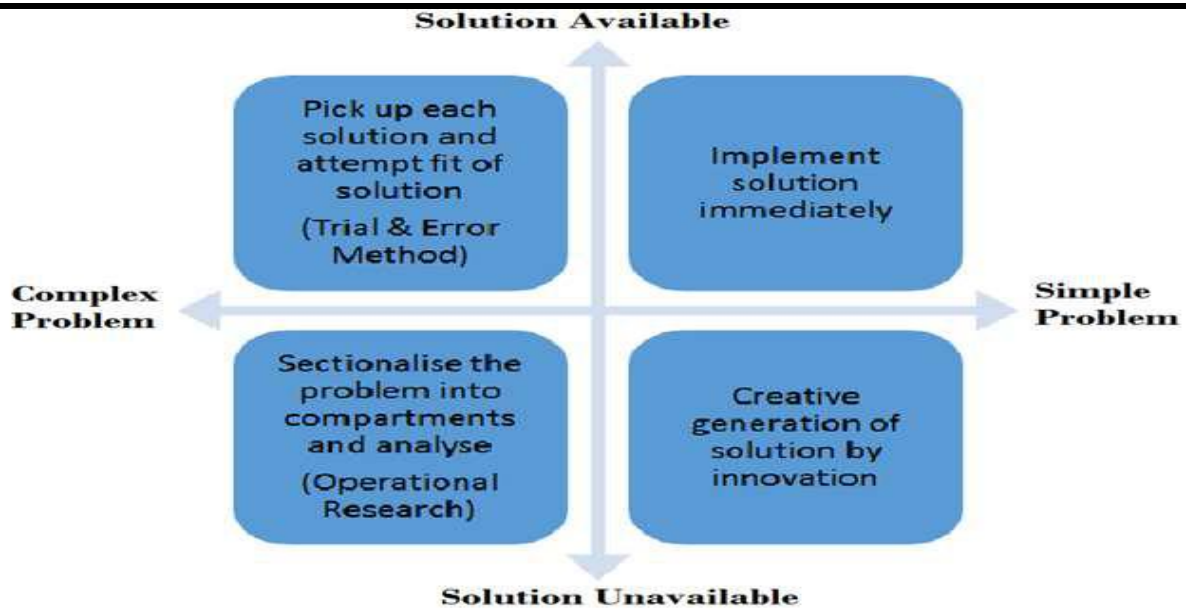 Solution Available
Pick up each
solution and
attempt fit of
solution
(Trial & Error
Method)
Implement
solution
immediately
Complex
Problem
Simple
Problem
Sectionalise the
problem into
compartments
and analyse
(Operational
Research)
Creative
generation of
solution by
innovation
Solution Unavailable